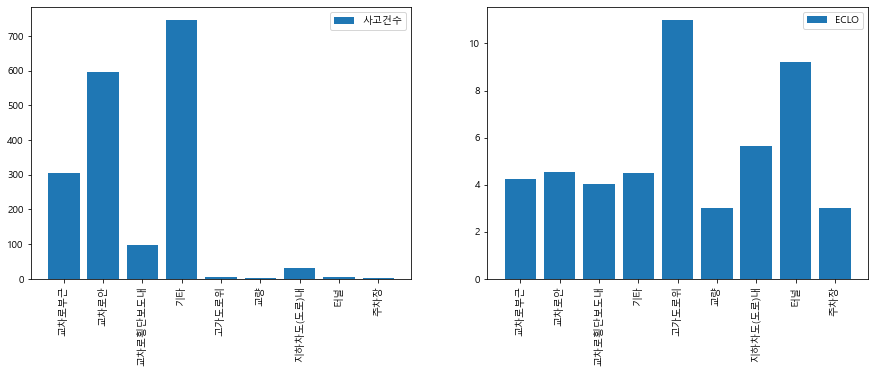 사고건수
700
600
500
400
300
200
100
0
교차로부근
교차로안
교차로횡단보도내
기타
고가도로위
교량
지하차도(도로)내
터널
주차장
ECLO
10
8
6
4
2
0
교차로부근
교차로안
교차로횡단보도내
기타
고가도로위
교량
지하차도(도로)내
터널
주차장